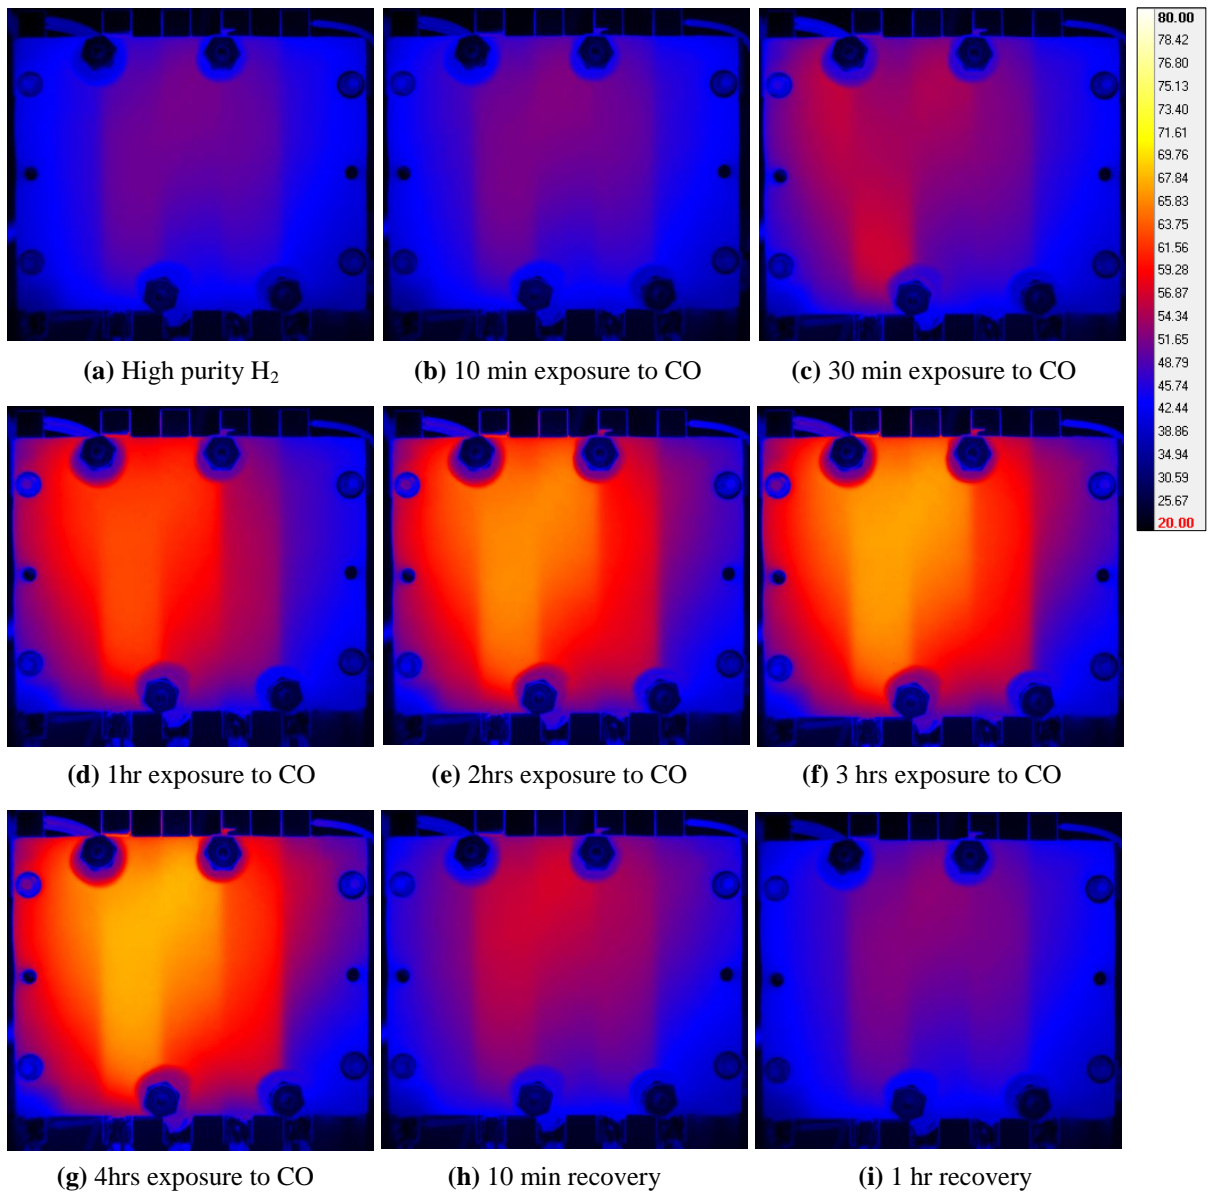 80.00
78.42
76.80
75.13
73.40
71.61
69.76
67.84
65.83
63.75
61.56
59.28
56.87
54.34
51.65
48.79
45.74
42.44
38.86
34.94
30.59
25.67
20.00
(a) High purity H₂
(b) 10 min exposure to CO
(c) 30 min exposure to CO
(d) 1hr exposure to CO
(e) 2hrs exposure to CO
(f) 3 hrs exposure to CO
(g) 4hrs exposure to CO
(h) 10 min recovery
(i) 1 hr recovery